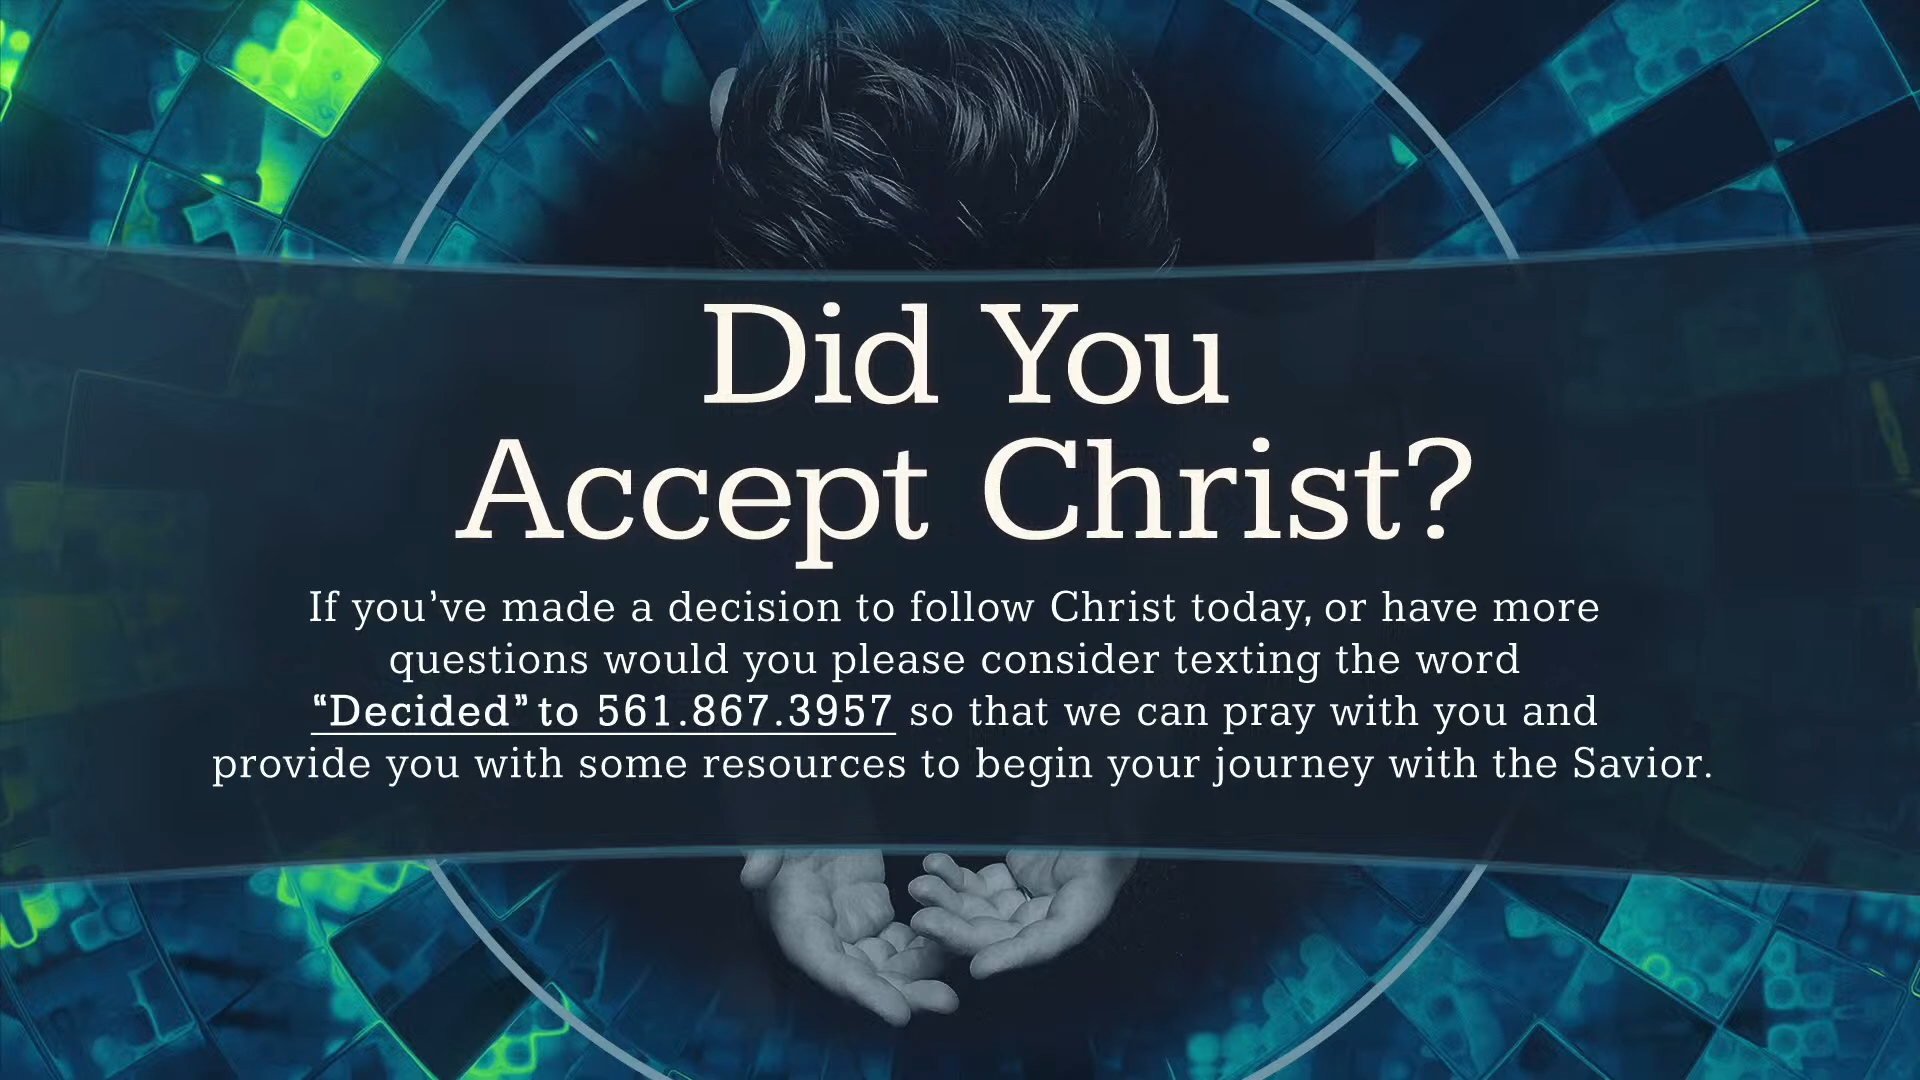 Did You
Accept Christ?
If you’ve made a decision to follow Christ today, or have more
questions would you please consider texting the word
“Decided” to 561.867.3957 so that we can pray with you and
provide you with some resources to begin your journey with the Savior.